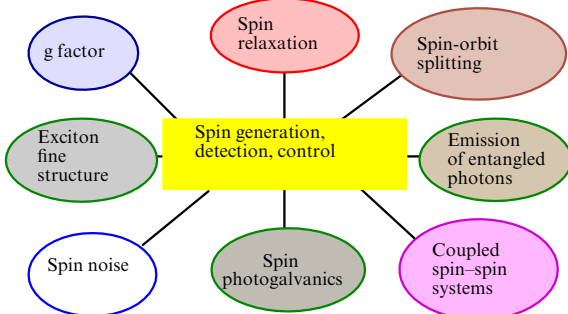 g factor
Spin
relaxation
Spin-orbit
splitting
Exciton
fine
structure
Spin generation,
detection, control
Emission
of entangled
photons
Spin noise
Spin
photogalvanics
Coupled
spin–spin
systems